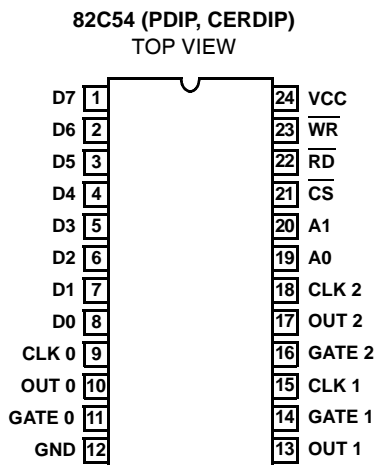 82C54 (PDIP, CERDIP)
TOP VIEW
D7 1 24 VCC
D6 2 23 WR
D5 3 22 RD
D4 4 21 CS
D3 5 20 A1
D2 6 19 A0
D1 7 18 CLK 2
D0 8 17 OUT 2
CLK 0 9 16 GATE 2
OUT 0 10 15 CLK 1
GATE 0 11 14 GATE 1
GND 12 13 OUT 1